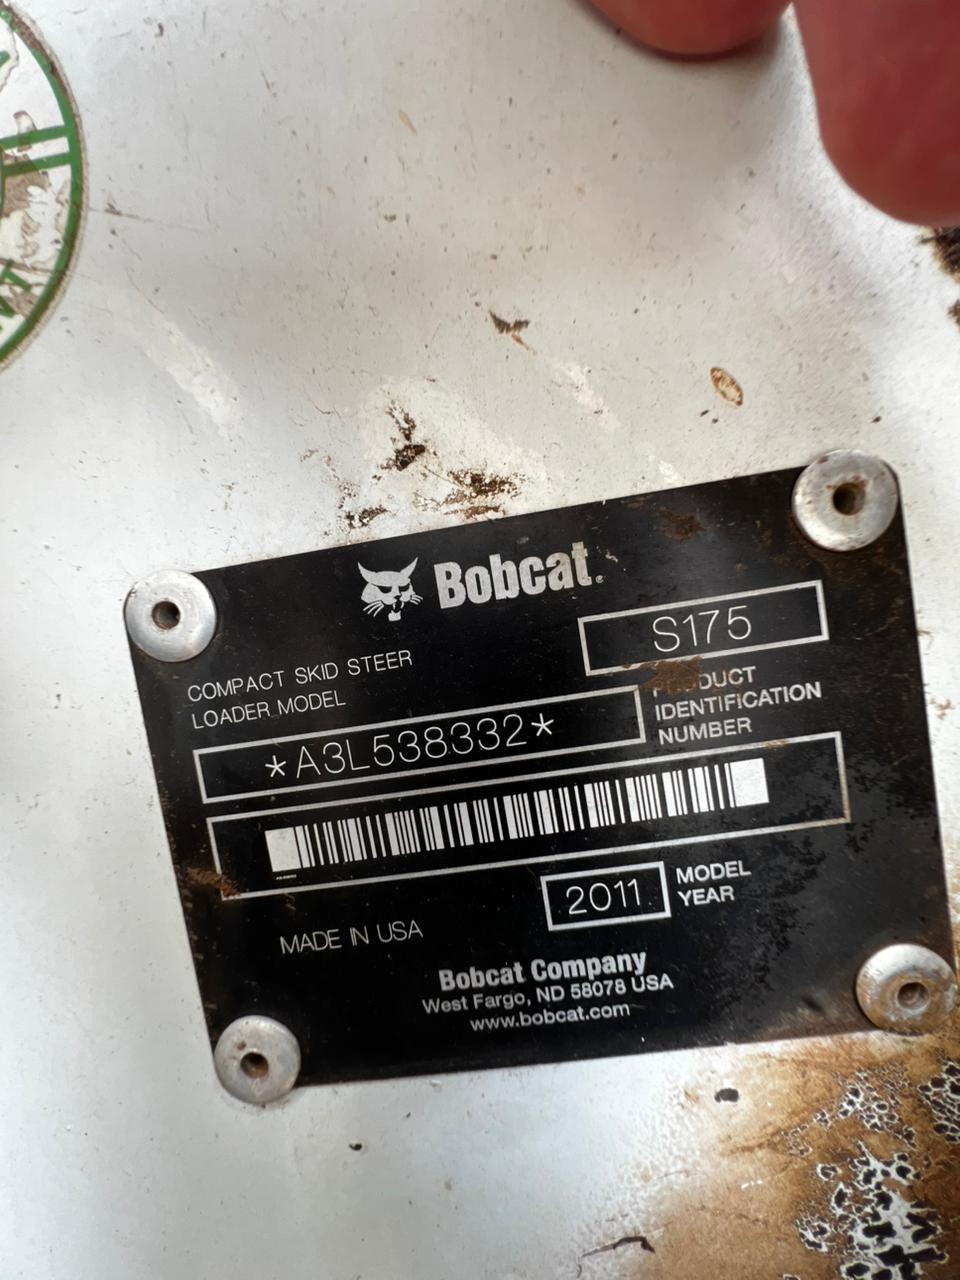 Bobcat.
S175
COMPACT SKID STEER
LOADER MODEL
PRODUCT
IDENTIFICATION
NUMBER
*A3L538332*
2011
MODEL
YEAR
MADE IN USA
Bobcat Company
West Fargo, ND 58078 USA
www.bobcat.com